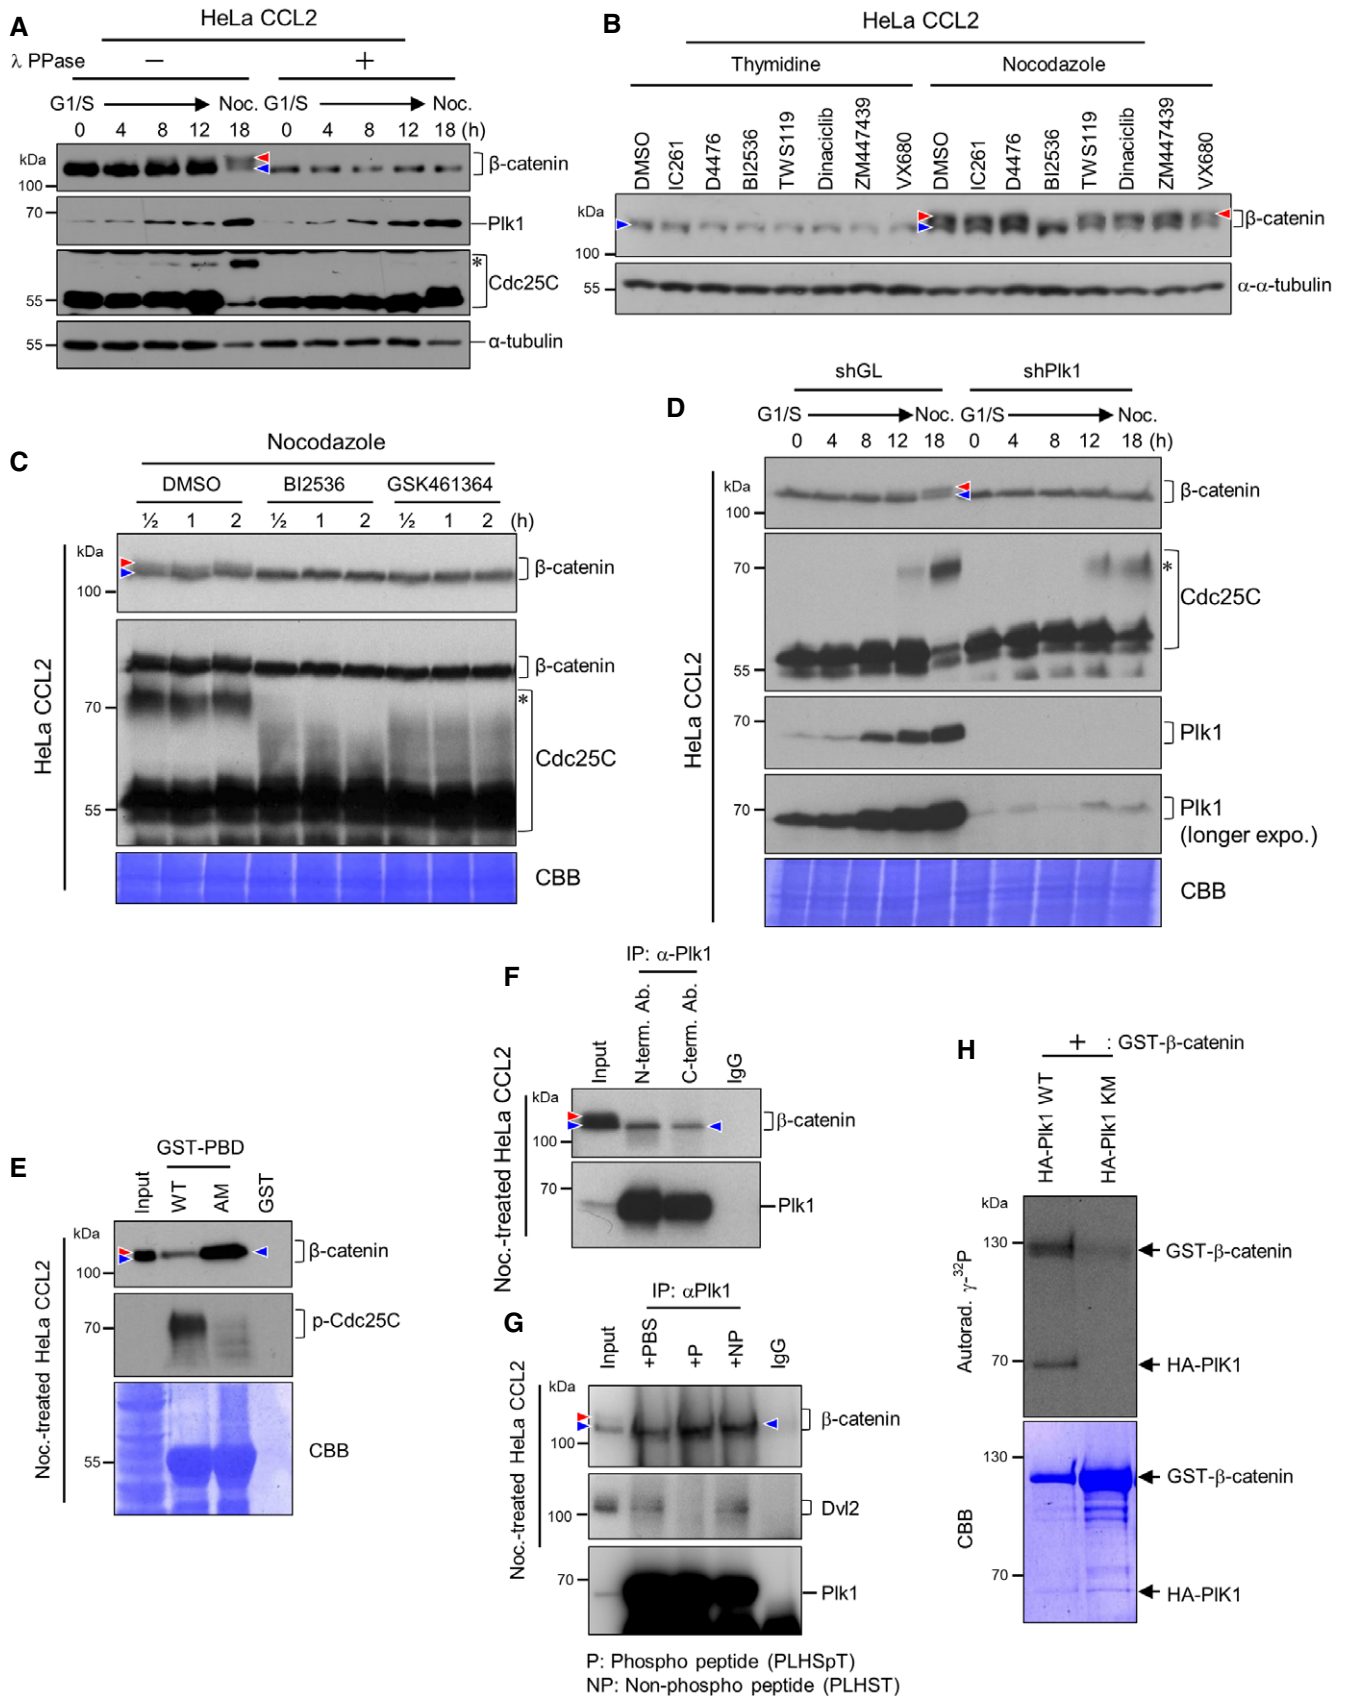 A
HeLa CCL2
λ PPase − +
G1/S Noc. G1/S Noc.
0 4 8 12 18 0 4 8 12 18 (h)
kDa
100
β-catenin
70
Plk1
*
55
Cdc25C
55
α-tubulin
B
HeLa CCL2
Thymidine Nocodazole
DMSO IC261 D4476 BI2536 TWS119 Dinaciclib ZM447439 VX680 DMSO IC261 D4476 BI2536 TWS119 Dinaciclib ZM447439 VX680
kDa
100
β-catenin
55
α-α-tubulin
C
Nocodazole
DMSO BI2536 GSK461364
½ 1 2 ½ 1 2 ½ 1 2 (h)
HeLa CCL2
kDa
100
β-catenin
β-catenin
*
70
Cdc25C
55
CBB
D
shGL shPlk1
G1/S Noc. G1/S Noc.
0 4 8 12 18 0 4 8 12 18 (h)
HeLa CCL2
kDa
100
β-catenin
70
*
Cdc25C
55
70
Plk1
70
Plk1
(longer expo.)
CBB
E
GST-PBD
Input WT AM GST
Noc.-treated HeLa CCL2
kDa
100
β-catenin
70
p-Cdc25C
55
CBB
F
IP: α-Plk1
Input N-term. Ab. C-term. Ab. IgG
Noc.-treated HeLa CCL2
kDa
100
β-catenin
70
Plk1
G
IP: αPlk1
Input +PBS +P +NP IgG
Noc.-treated HeLa CCL2
kDa
100
β-catenin
100
Dvl2
70
Plk1
P: Phospho peptide (PLHSpT)
NP: Non-phospho peptide (PLHST)
H
+ : GST-β-catenin
HA-Plk1 WT HA-Plk1 KM
kDa
Autorad. γ-³²P
130
GST-β-catenin
70
HA-PlK1
CBB
130
GST-β-catenin
70
HA-PlK1